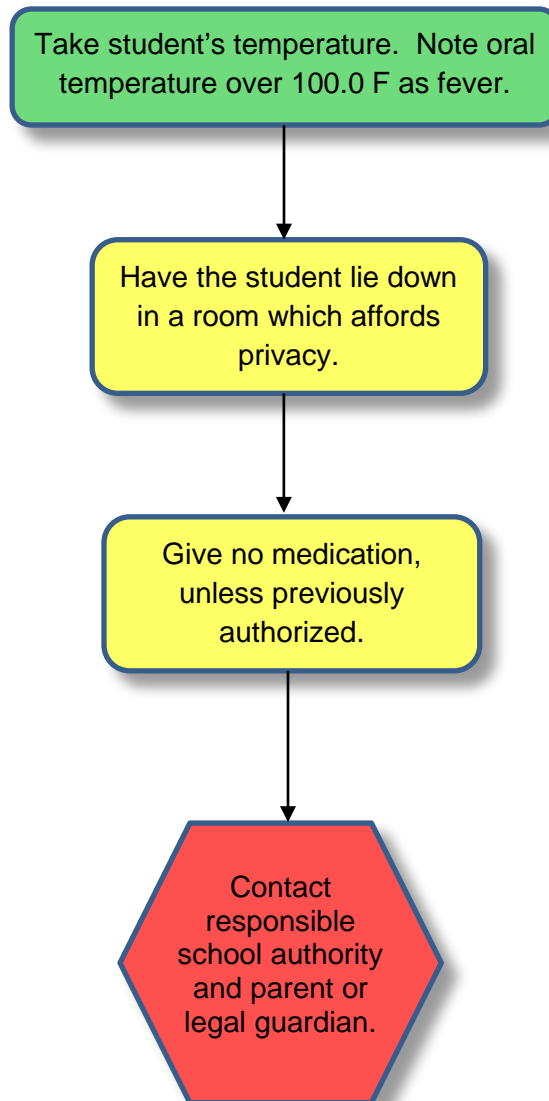 Take student’s temperature.  Note oral
temperature over 100.0 F as fever.
Have the student lie down
in a room which affords
privacy.
Give no medication,
unless previously
authorized.
Contact
responsible
school authority
and parent or
legal guardian.